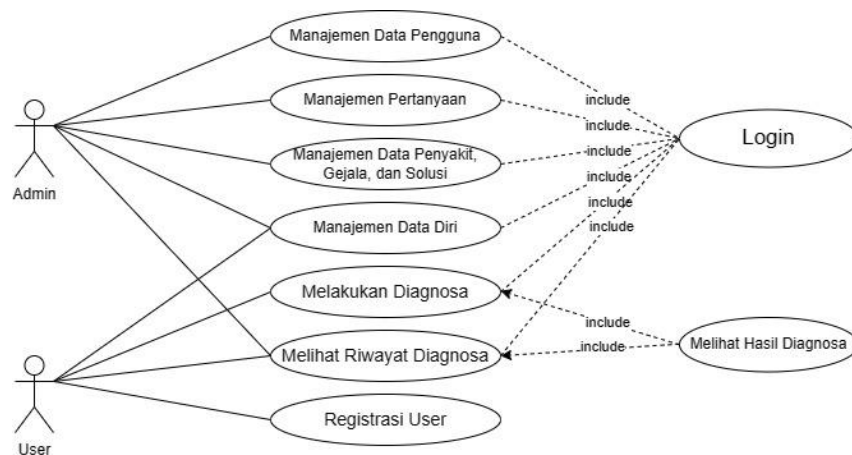 Manajemen Data Pengguna
Manajemen Pertanyaan
Manajemen Data Penyakit,
Gejala, dan Solusi
Manajemen Data Diri
Melakukan Diagnosa
Melihat Riwayat Diagnosa
Registrasi User
Admin
User
include
include
include
include
include
include
include
include
Login
Melihat Hasil Diagnosa